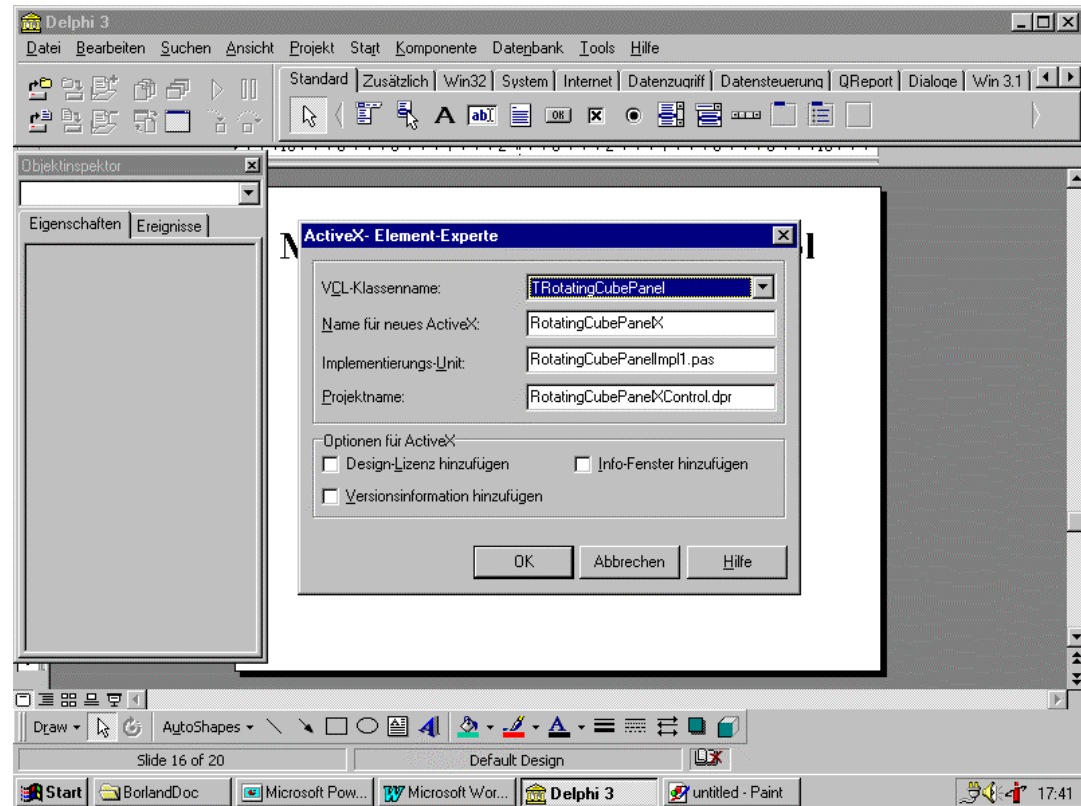 Delphi 3
Datei Bearbeiten Suchen Ansicht Projekt Start Komponente Datenbank Tools Hilfe
Standard Zusätzlich Win32 System Internet Datenzugriff Datensteuerung QReport Dialoge Win 3.1
A abI OK
Objektinspektor
Eigenschaften Ereignisse
ActiveX- Element-Experte
VCL-Klassenname: TRotatingCubePanel
Name für neues ActiveX: RotatingCubePanelX
Implementierungs-Unit: RotatingCubePanelImpl1.pas
Projektname: RotatingCubePanelXControl.dpr
Optionen für ActiveX
Design-Lizenz hinzufügen Info-Fenster hinzufügen
Versionsinformation hinzufügen
OK Abbrechen Hilfe
Draw AutoShapes
Slide 16 of 20 Default Design
Start BorlandDoc Microsoft Pow... Microsoft Wor... Delphi 3 untitled - Paint 17:41